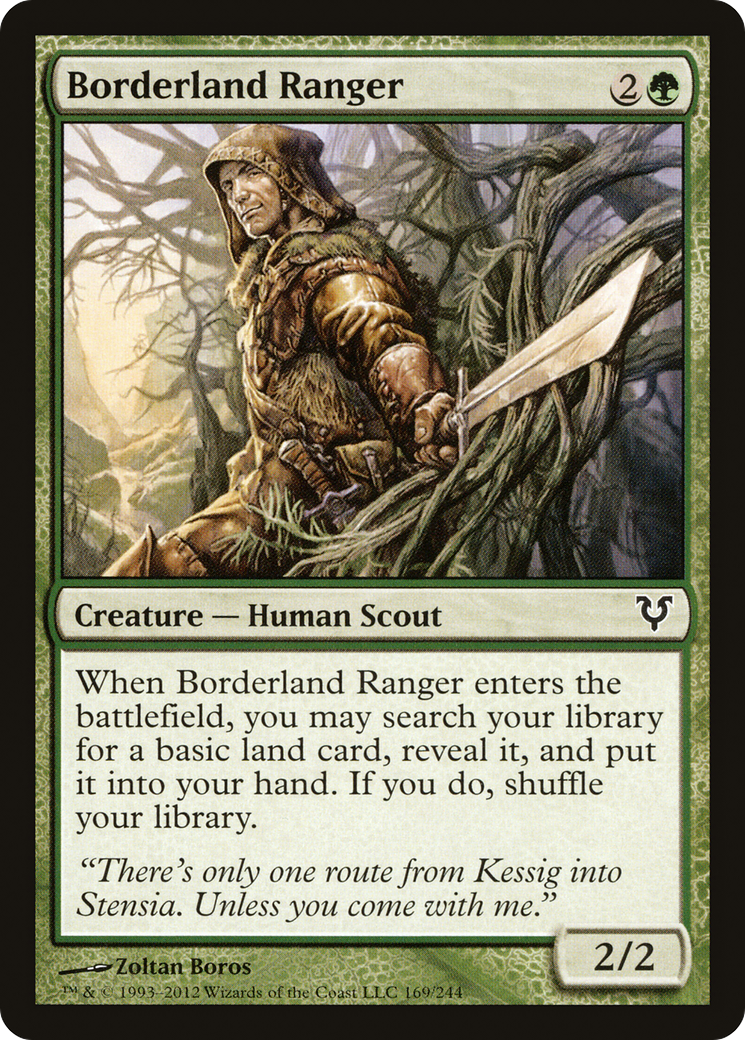 Borderland Ranger 2
Creature — Human Scout
When Borderland Ranger enters the
battlefield, you may search your library
for a basic land card, reveal it, and put
it into your hand. If you do, shuffle
your library.
“There’s only one route from Kessig into
Stensia. Unless you come with me.”
2/2
Zoltan Boros
™ & © 1993–2012 Wizards of the Coast LLC 169/244